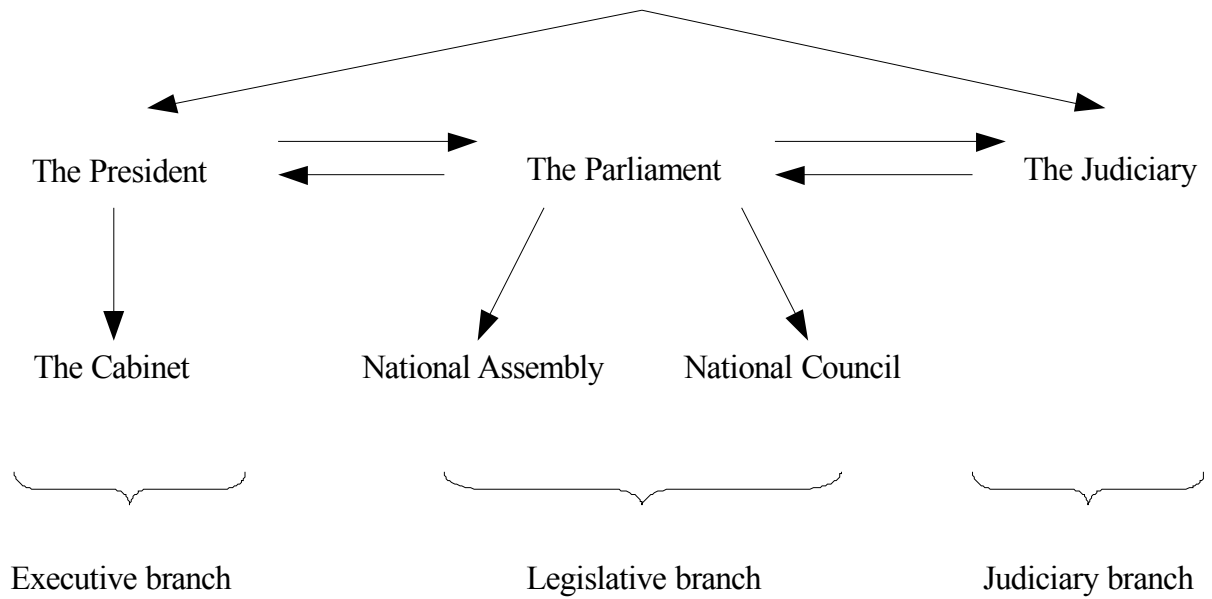 The President
The Parliament
The Judiciary
The Cabinet
National Assembly
National Council
Executive branch
Legislative branch
Judiciary branch